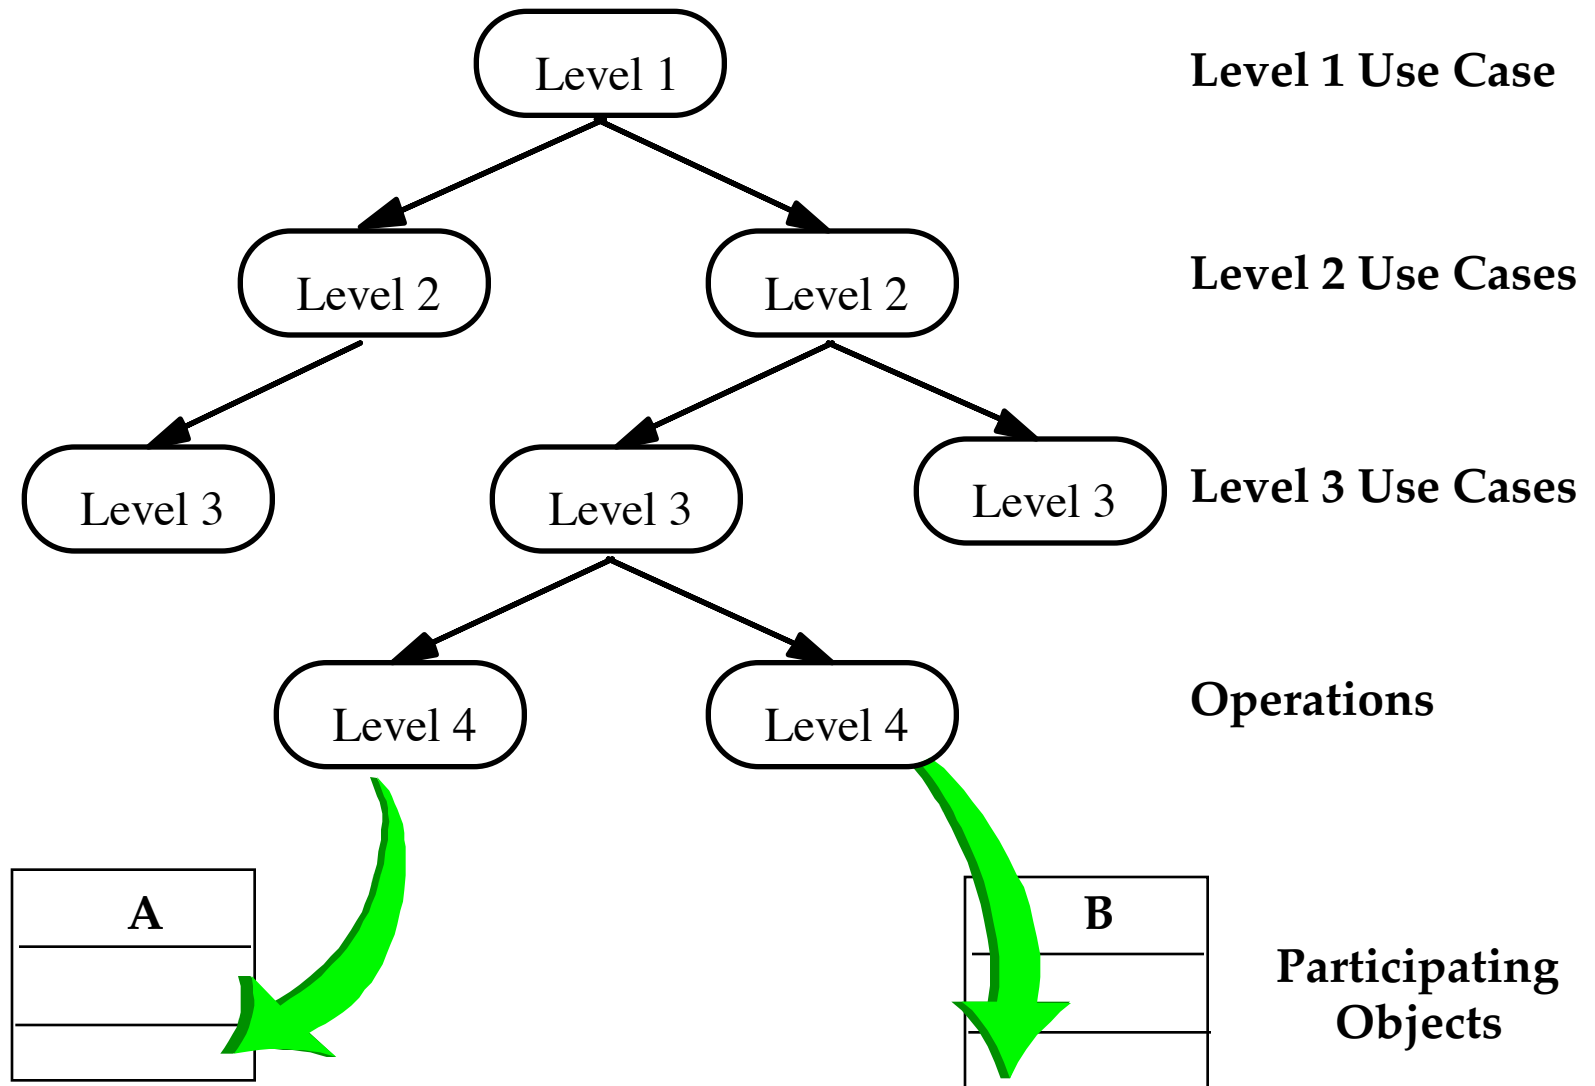 Level 1
Level 1 Use Case
Level 2
Level 2
Level 2 Use Cases
Level 3
Level 3
Level 3
Level 3 Use Cases
Level 4
Level 4
Operations
A
B
Participating
Objects